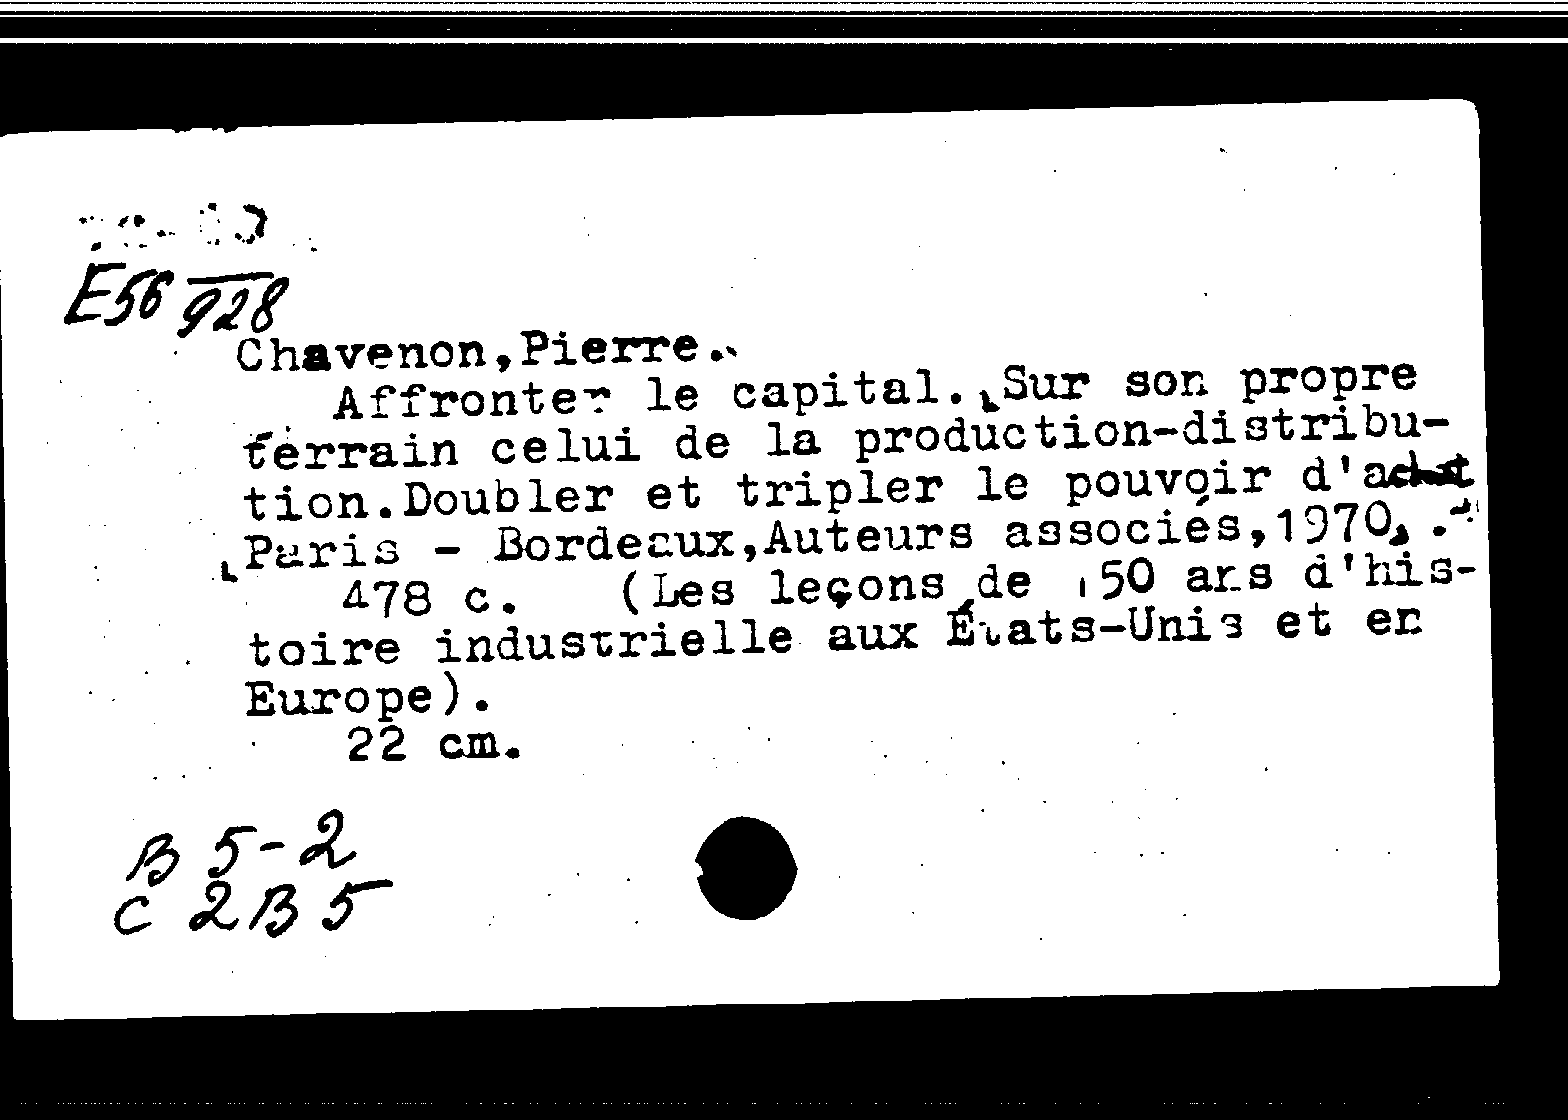 E56 928
Chavenon,Pierre.
Affronter le capital. Sur son propre
terrain celui de la production-distribu-
tion.Doubler et tripler le pouvoir d'achat
Paris - Bordeaux,Auteurs associés,1970.
478 c. (Les leçons de 150 ans d'his-
toire industrielle aux États-Unis et en
Europe).
22 cm.
B 5-2
C 2B5